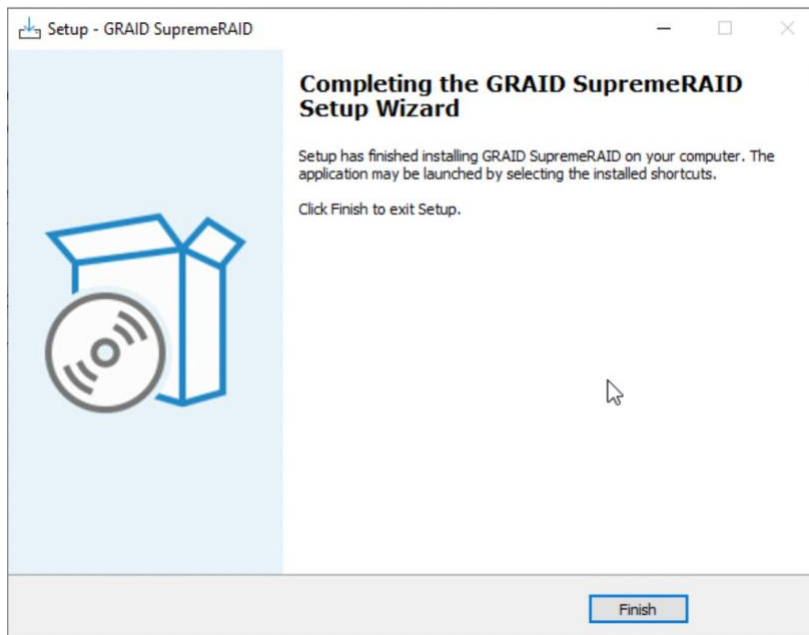 Setup - GRAID SupremeRAID
Completing the GRAID SupremeRAID
Setup Wizard
Setup has finished installing GRAID SupremeRAID on your computer. The
application may be launched by selecting the installed shortcuts.
Click Finish to exit Setup.
Finish